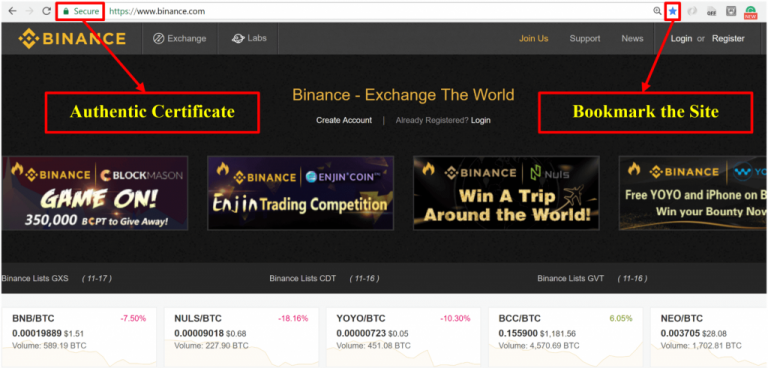 Secure https://www.binance.com
NEW
BINANCE Exchange Labs Join Us Support News Login or Register
Authentic Certificate
Bookmark the Site
Binance - Exchange The World
Create Account | Already Registered? Login
BINANCE | BLOCKMASON
GAME ON!
350,000 BCPT to Give Away!
BINANCE | ENJIN COIN
Enjin Trading Competition
BINANCE | Nuls
Win A Trip
Around the World!
BINANCE | YO
Free YOYO and iPhone on B
Win your Bounty Now
Binance Lists GXS ( 11-17 ) Binance Lists CDT ( 11-16 ) Binance Lists GVT ( 11-16 )
BNB/BTC -7.50%
0.00019889 $1.51
Volume: 589.19 BTC
NULS/BTC -18.16%
0.00009018 $0.68
Volume: 227.90 BTC
YOYO/BTC -10.30%
0.00000723 $0.05
Volume: 451.08 BTC
BCC/BTC 6.05%
0.155900 $1,181.56
Volume: 4,570.69 BTC
NEO/BTC
0.003705 $28.08
Volume: 1,702.81 BTC